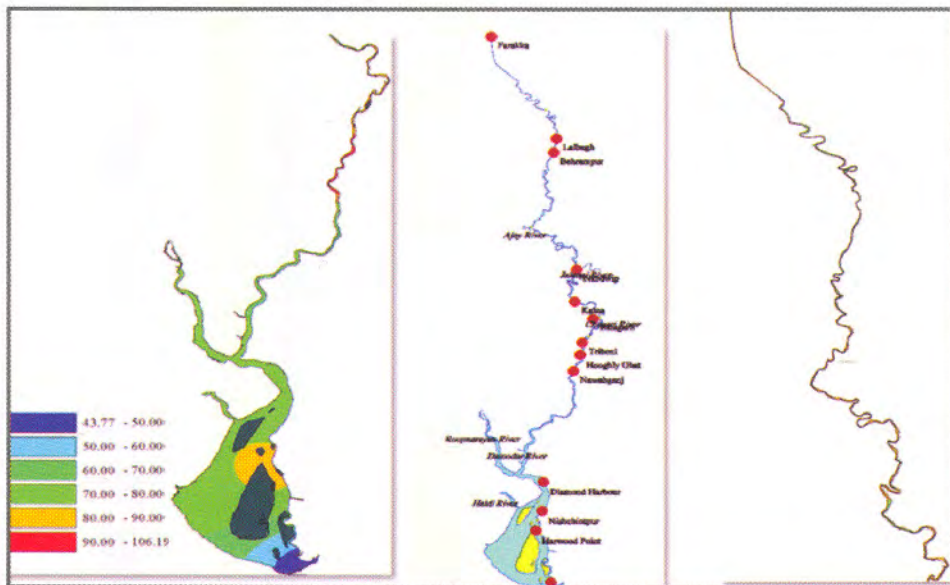 43.77 - 50.00
50.00 - 60.00
60.00 - 70.00
70.00 - 80.00
80.00 - 90.00
90.00 - 106.19
Farakka
Lalbagh
Behrampur
Ajay River
Kalna
Tribeni
Hooghly Ghat
Nawabganj
Roopnarayan River
Damodar River
Diamond Harbour
Haldi River
Nishchintpur
Harwood Point